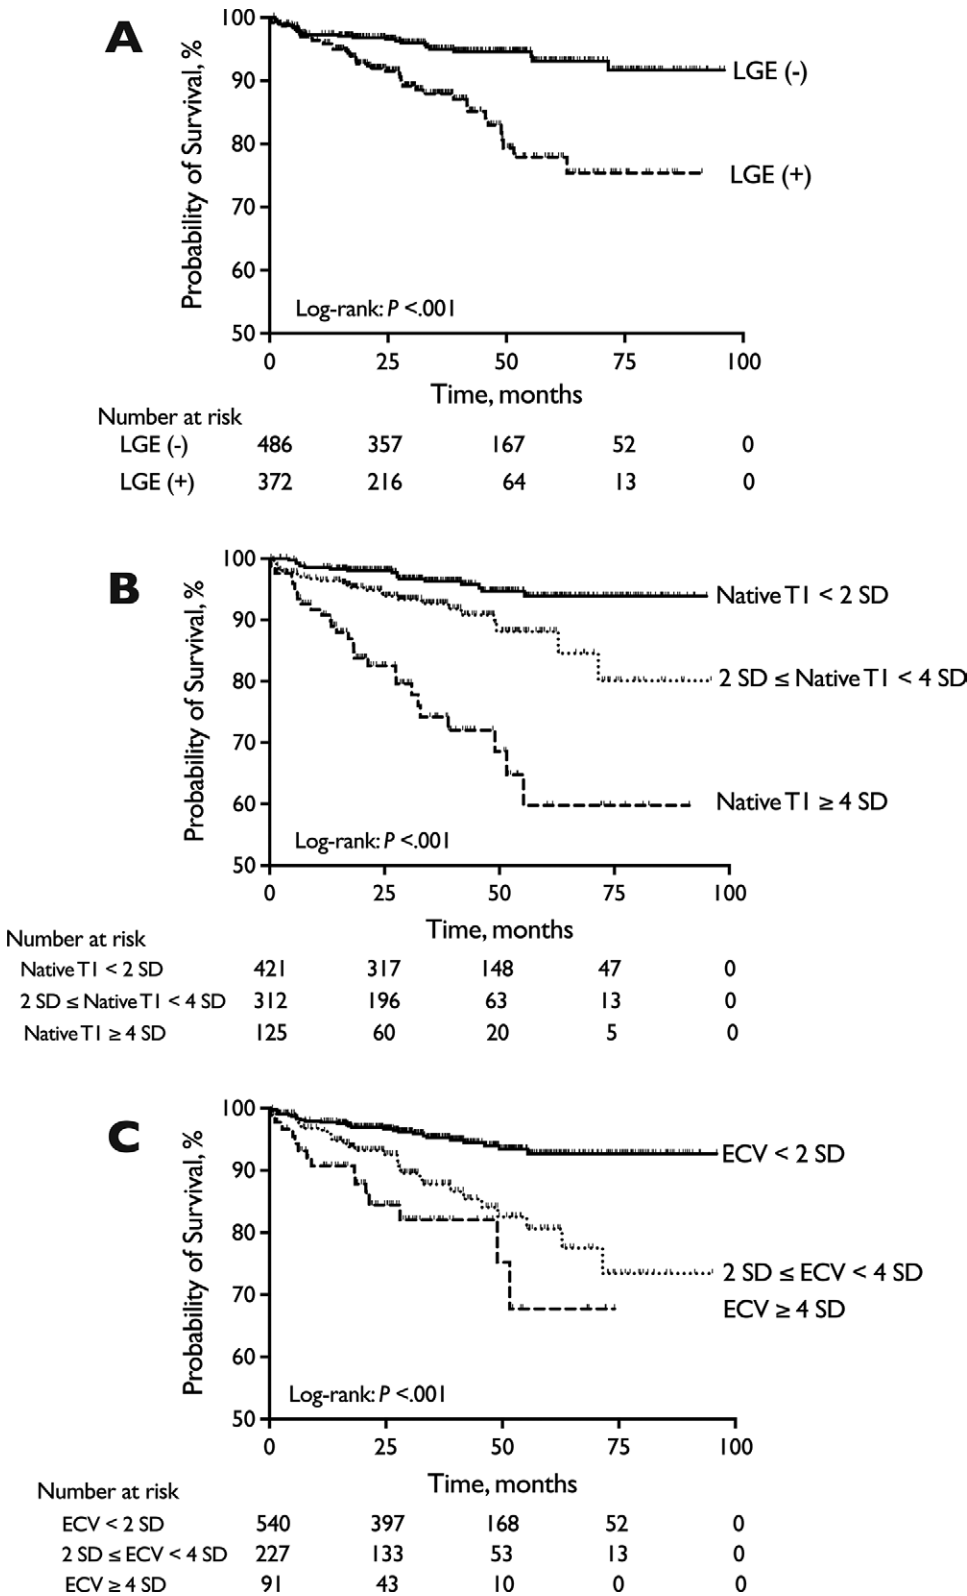 A
Probability of Survival, %
100
90
80
70
60
50
LGE (-)
LGE (+)
Log-rank: P <.001
0 25 50 75 100
Time, months
Number at risk
LGE (-) 486 357 167 52 0
LGE (+) 372 216 64 13 0
B
Probability of Survival, %
100
90
80
70
60
50
Native T1 < 2 SD
2 SD ≤ Native T1 < 4 SD
Native T1 ≥ 4 SD
Log-rank: P <.001
0 25 50 75 100
Time, months
Number at risk
Native T1 < 2 SD 421 317 148 47 0
2 SD ≤ Native T1 < 4 SD 312 196 63 13 0
Native T1 ≥ 4 SD 125 60 20 5 0
C
Probability of Survival, %
100
90
80
70
60
50
ECV < 2 SD
2 SD ≤ ECV < 4 SD
ECV ≥ 4 SD
Log-rank: P <.001
0 25 50 75 100
Time, months
Number at risk
ECV < 2 SD 540 397 168 52 0
2 SD ≤ ECV < 4 SD 227 133 53 13 0
ECV ≥ 4 SD 91 43 10 0 0